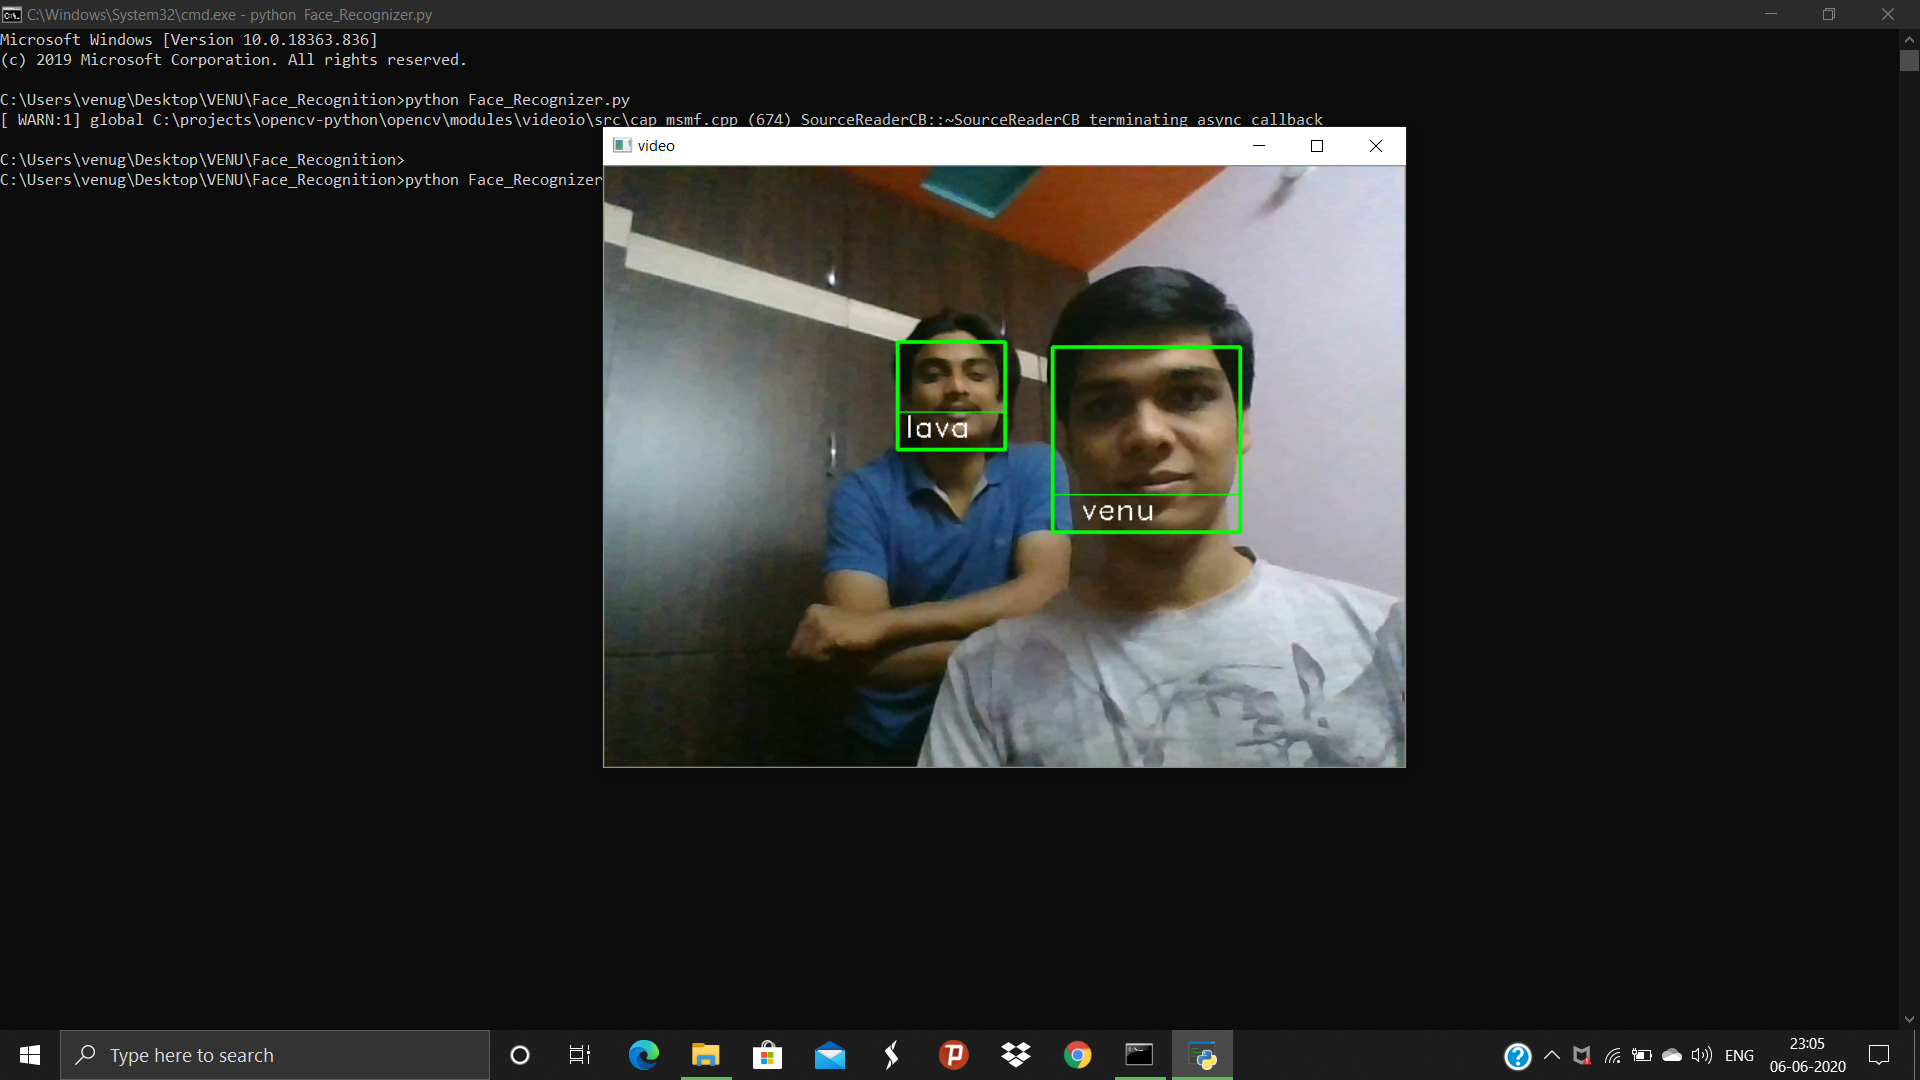 C:\Windows\System32\cmd.exe - python  Face_Recognizer.py
Microsoft Windows [Version 10.0.18363.836]
(c) 2019 Microsoft Corporation. All rights reserved.
C:\Users\venug\Desktop\VENU\Face_Recognition>python Face_Recognizer.py
[ WARN:1] global C:\projects\opencv-python\opencv\modules\videoio\src\cap_msmf.cpp (674) SourceReaderCB::~SourceReaderCB terminating async callback
C:\Users\venug\Desktop\VENU\Face_Recognition>
C:\Users\venug\Desktop\VENU\Face_Recognition>python Face_Recognizer
video
lava
venu
Type here to search
ENG
23:05
06-06-2020